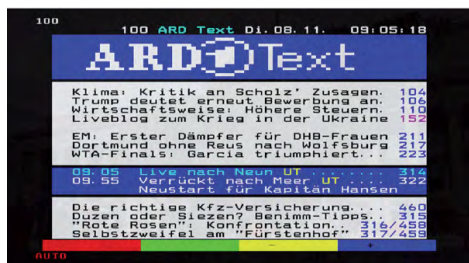 100
100 ARD Text Di.08.11. 09:05:18
ARD Text
Klima: Kritik an Scholz' Zusagen. 104
Trump deutet erneut Bewerbung an. 106
Wirtschaftsweise: Höhere Steuern. 110
Liveblog zum Krieg in der Ukraine 152
EM: Erster Dämpfer für DHB-Frauen 211
Dortmund ohne Reus nach Wolfsburg 217
WTA-Finals: Garcia triumphiert... 223
09.05 Live nach Neun UT ........ 314
09.55 Verrückt nach Meer UT .... 322
Neustart für Kapitän Hansen
Die richtige Kfz-Versicherung.... 460
Duzen oder Siezen? Benimm-Tipps.. 315
"Rote Rosen": Konfrontation.. 316/458
Selbstzweifel am "Fürstenhof" 317/459
- +
AUTO